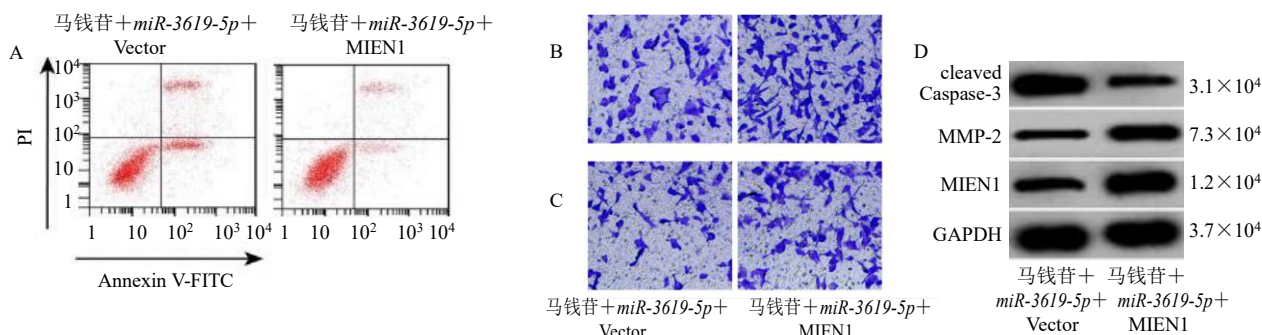 马钱苷＋miR-3619-5p＋
Vector
马钱苷＋miR-3619-5p＋
MIEN1
A
PI
10⁴
10³
10²
10
1
1 10 10² 10³ 10⁴
1 10 10² 10³ 10⁴
Annexin V-FITC
B
C
马钱苷＋miR-3619-5p＋
Vector
马钱苷＋miR-3619-5p＋
MIEN1
D
cleaved
Caspase-3
3.1×10⁴
MMP-2
7.3×10⁴
MIEN1
1.2×10⁴
GAPDH
3.7×10⁴
马钱苷＋
miR-3619-5p＋
Vector
马钱苷＋
miR-3619-5p＋
MIEN1